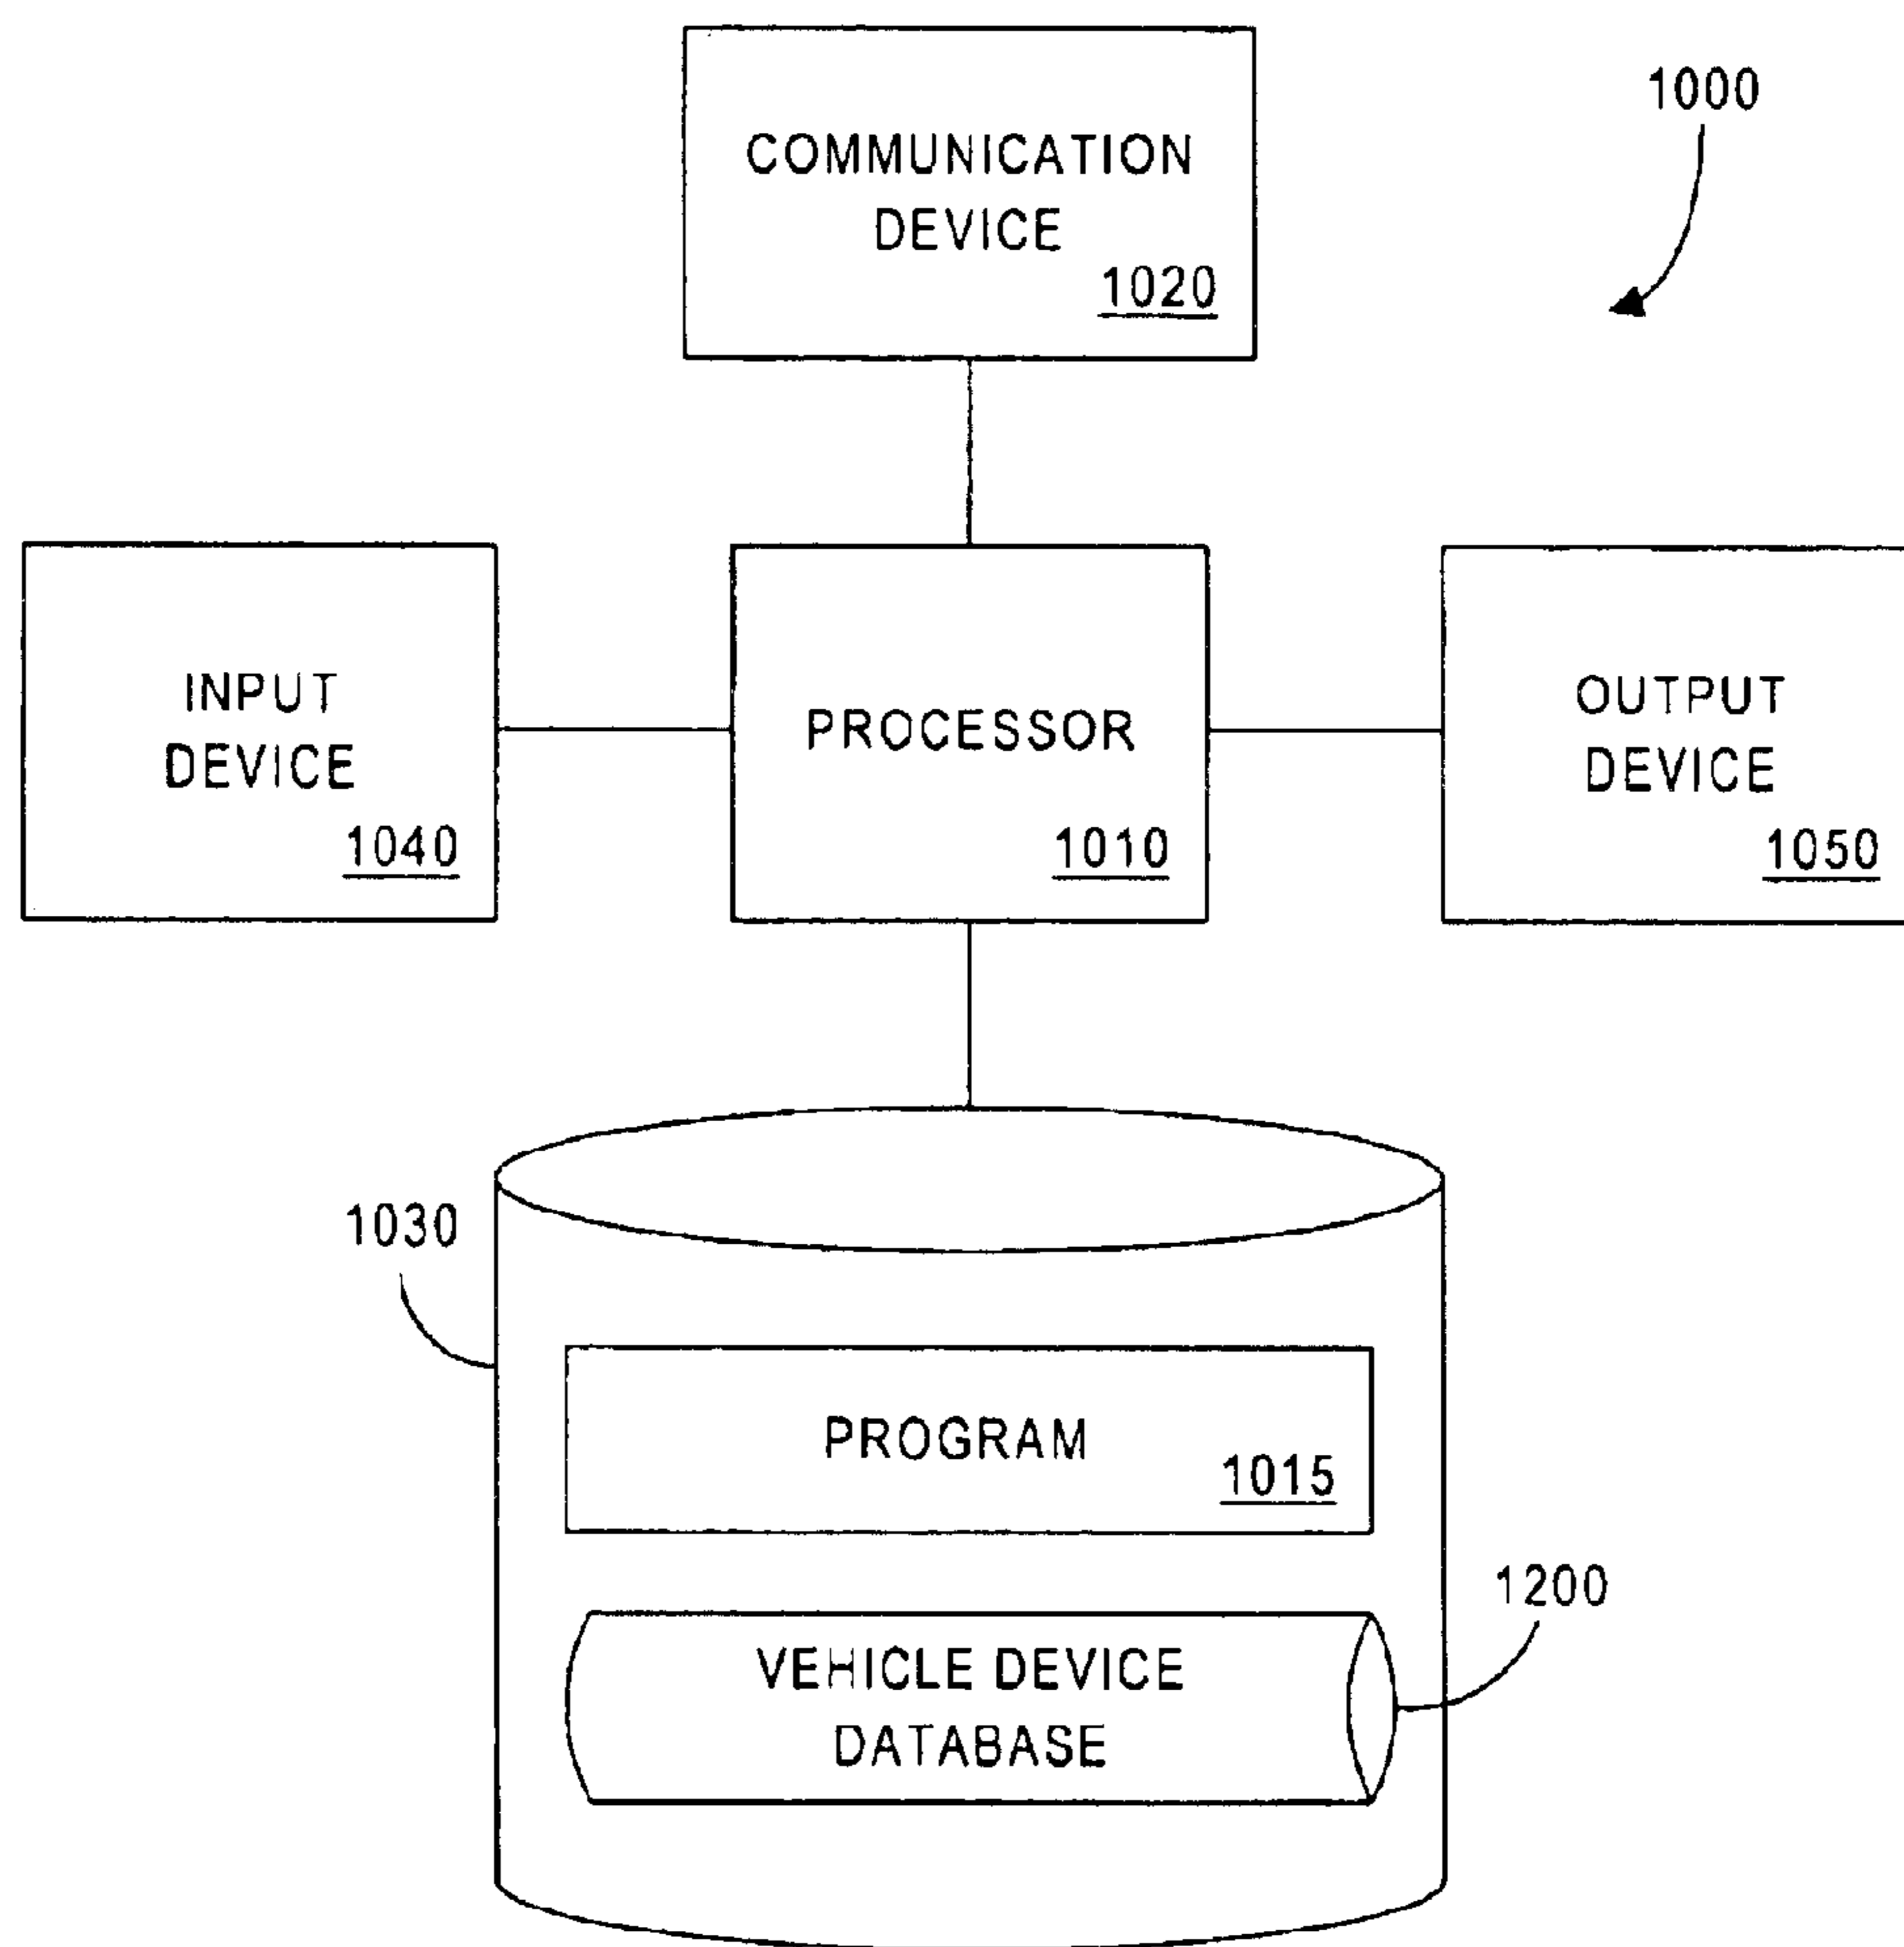 1000
COMMUNICATION
DEVICE
1020
INPUT
DEVICE
1040
PROCESSOR
1010
OUTPUT
DEVICE
1050
1030
PROGRAM
1015
1200
VEHICLE DEVICE
DATABASE